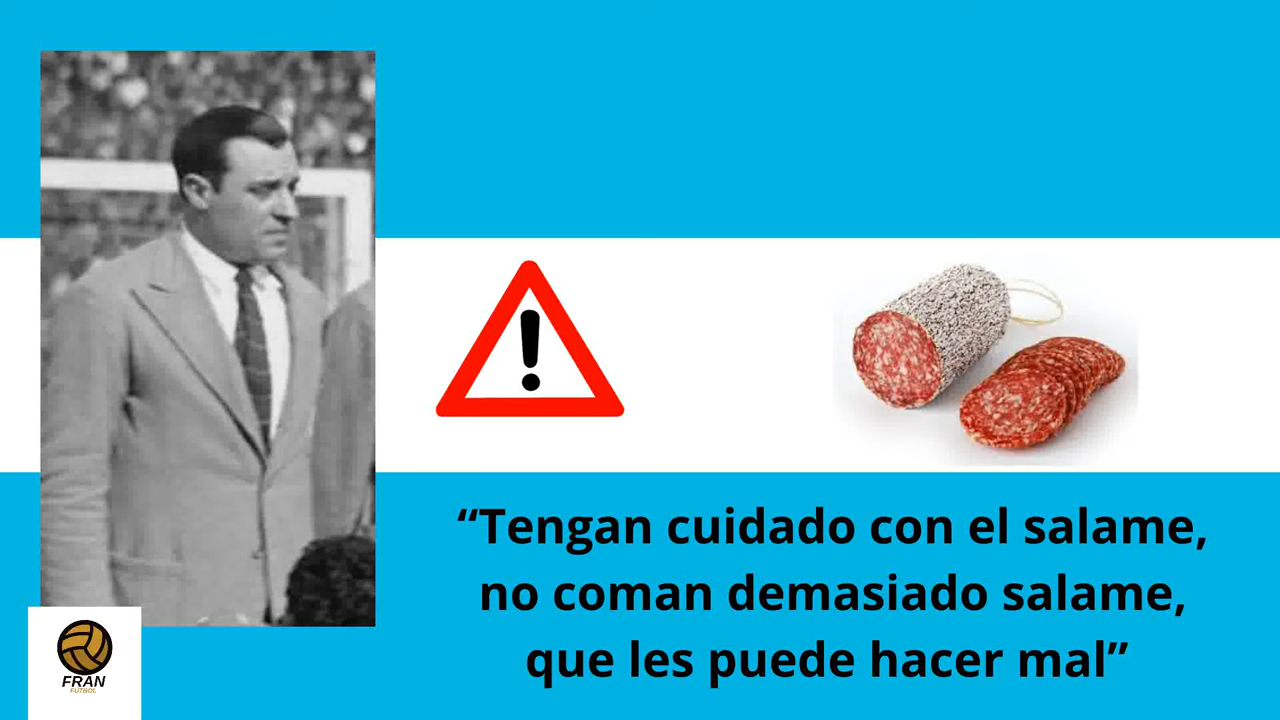 “Tengan cuidado con el salame,
no coman demasiado salame,
que les puede hacer mal”
FRAN
FUTBOL